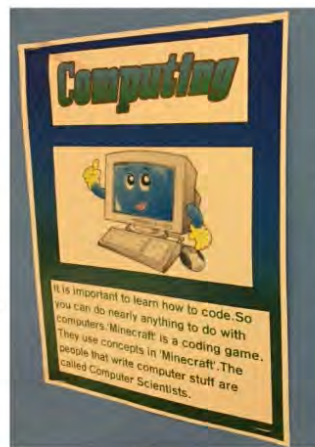 Computing
It is important to learn how to code.So
you can do nearly anything to do with
computers.'Minecraft' is a coding game.
They use concepts in 'Minecraft'.The
people that write computer stuff are
called Computer Scientists.